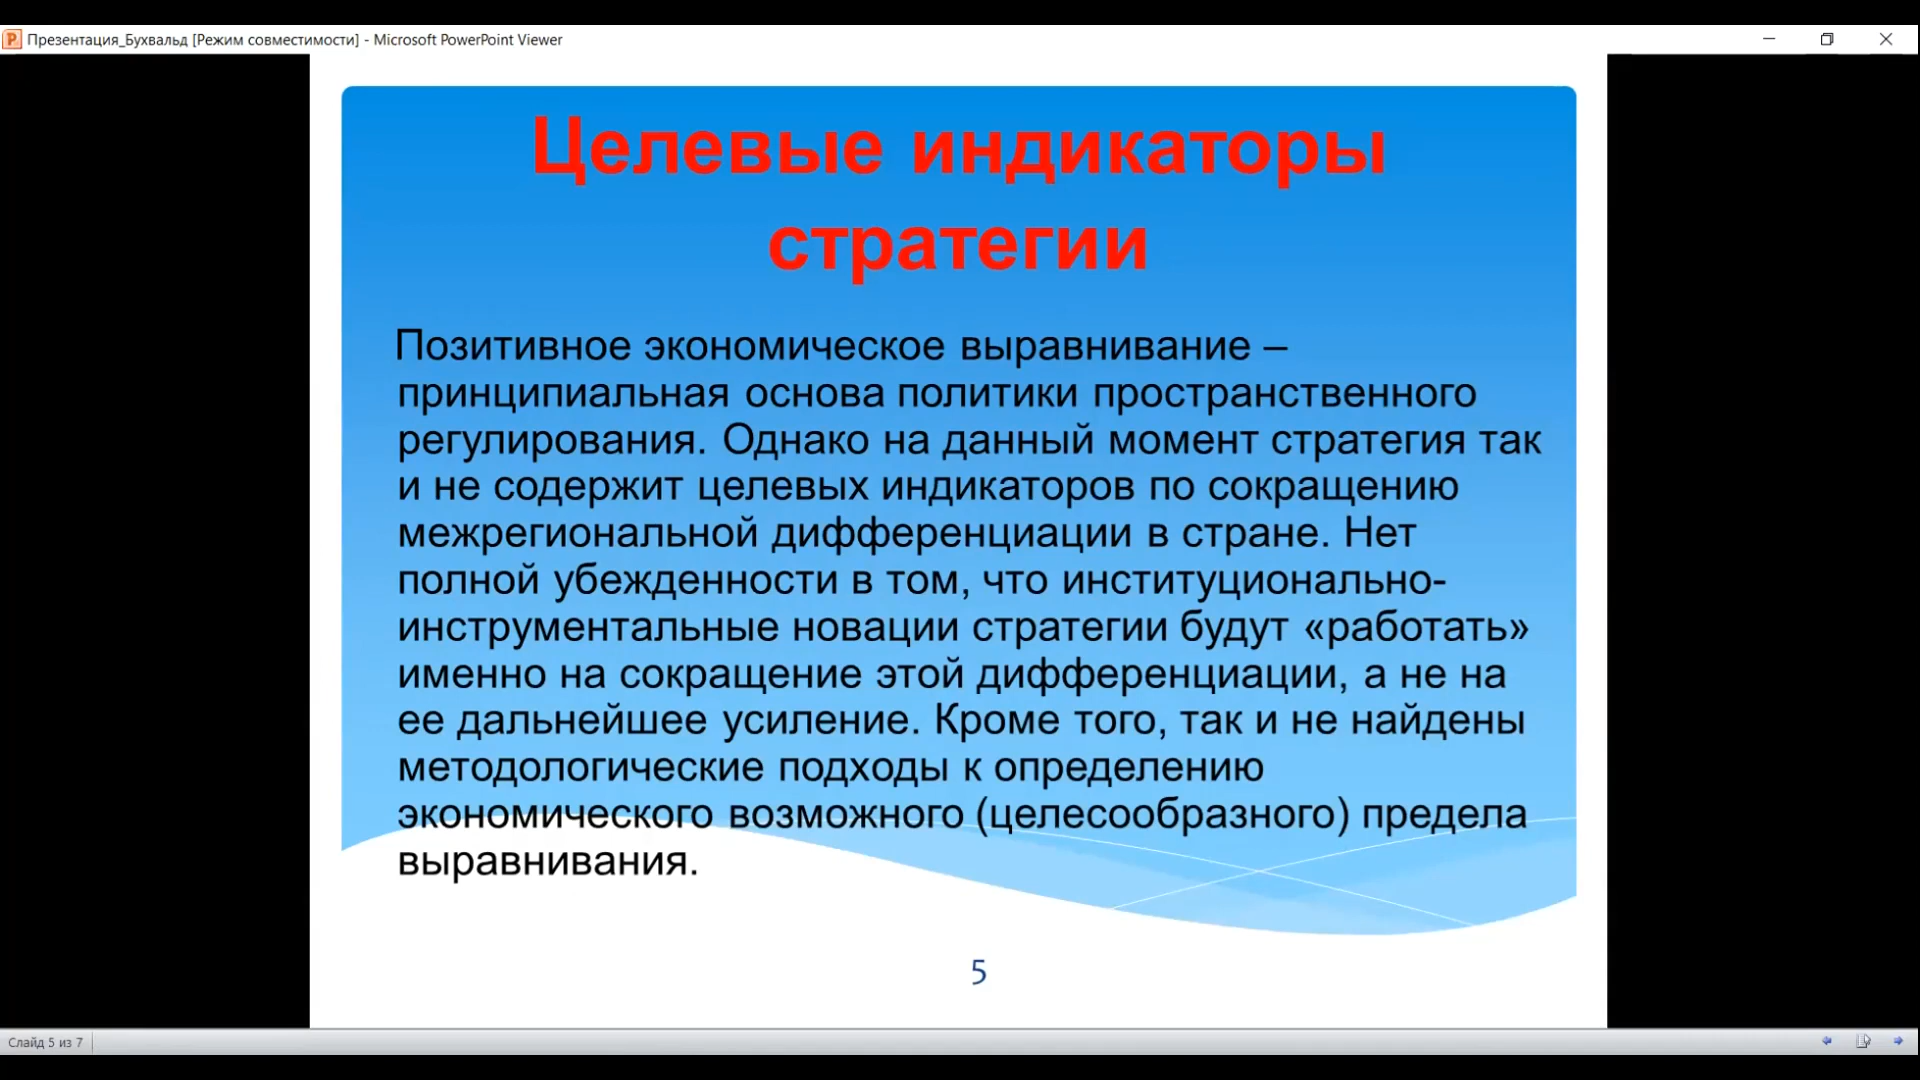 Презентация_Бухвальд [Режим совместимости] - Microsoft PowerPoint Viewer
Целевые индикаторы
стратегии
Позитивное экономическое выравнивание –
принципиальная основа политики пространственного
регулирования. Однако на данный момент стратегия так
и не содержит целевых индикаторов по сокращению
межрегиональной дифференциации в стране. Нет
полной убежденности в том, что институционально-
инструментальные новации стратегии будут «работать»
именно на сокращение этой дифференциации, а не на
ее дальнейшее усиление. Кроме того, так и не найдены
методологические подходы к определению
экономического возможного (целесообразного) предела
выравнивания.
5
Слайд 5 из 7